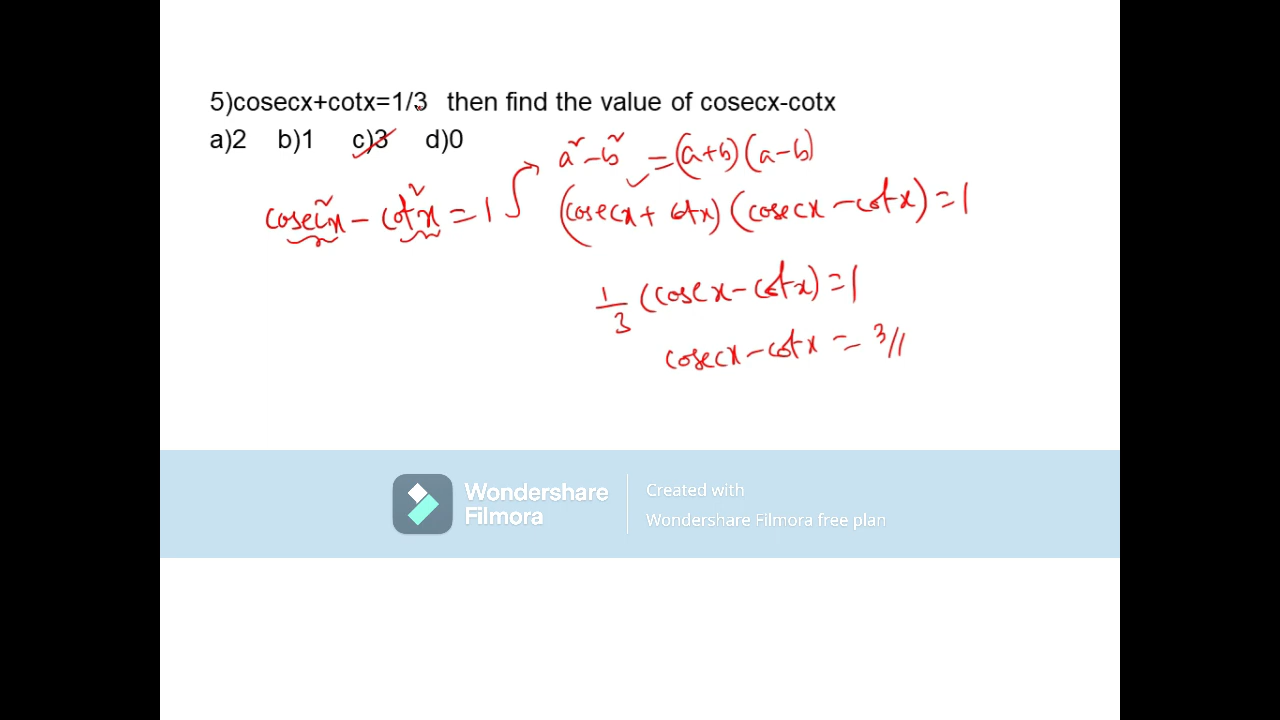 5)cosecx+cotx=1/3 then find the value of cosecx-cotx
a)2 b)1 c)3 d)0
a² - b² = (a+b)(a-b)
cosec²x - cot²x = 1
(cosecx + cotx)(cosecx - cotx) = 1
1/3 (cosecx - cotx) = 1
cosecx - cotx = 3//
Wondershare
Filmora
Created with
Wondershare Filmora free plan